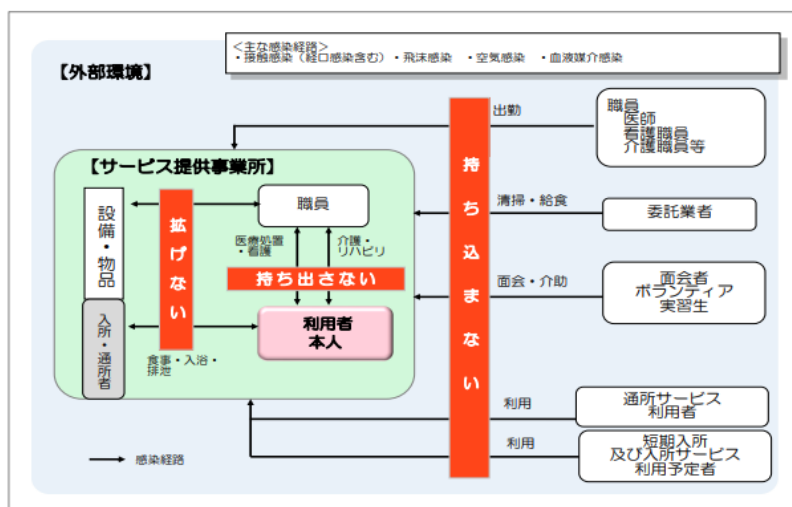 <主な感染経路>
・接触感染（経口感染含む）・飛沫感染　・空気感染　・血液媒介感染
【外部環境】
出勤
職員
医師
看護職員
介護職員等
【サービス提供事業所】
持ち込まない
設備・物品
拡げない
職員
清掃・給食
委託業者
医療処置
・看護
介護・
リハビリ
持ち出さない
面会・介助
面会者
ボランティア
実習生
入所・通所者
利用者
本人
食事・入浴・
排泄
利用
通所サービス
利用者
利用
短期入所
及び入所サービス
利用予定者
感染経路